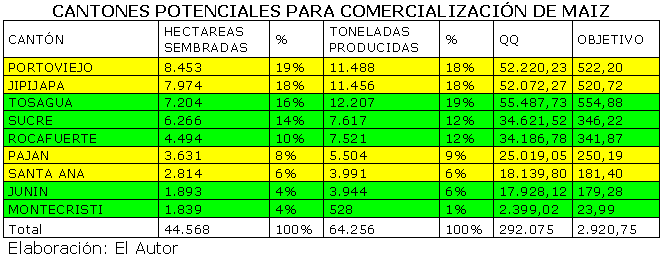 CANTONES POTENCIALES PARA COMERCIALIZACIÓN DE MAIZ
CANTÓN HECTAREAS SEMBRADAS % TONELADAS PRODUCIDAS % QQ OBJETIVO
PORTOVIEJO 8.453 19% 11.488 18% 52.220,23 522,20
JIPIJAPA 7.974 18% 11.456 18% 52.072,27 520,72
TOSAGUA 7.204 16% 12.207 19% 55.487,73 554,88
SUCRE 6.266 14% 7.617 12% 34.621,52 346,22
ROCAFUERTE 4.494 10% 7.521 12% 34.186,78 341,87
PAJAN 3.631 8% 5.504 9% 25.019,05 250,19
SANTA ANA 2.814 6% 3.991 6% 18.139,80 181,40
JUNIN 1.893 4% 3.944 6% 17.928,12 179,28
MONTECRISTI 1.839 4% 528 1% 2.399,02 23,99
Total 44.568 100% 64.256 100% 292.075 2.920,75
Elaboración: El Autor